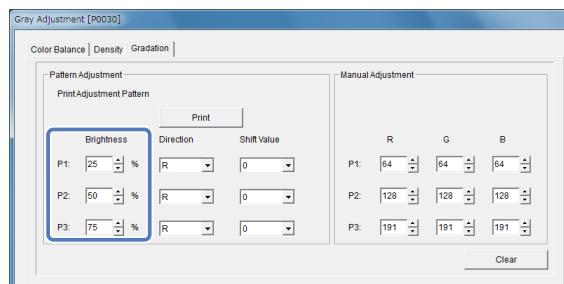 Gray Adjustment [P0030]
Color Balance Density Gradation
Pattern Adjustment
Print Adjustment Pattern
Print
Brightness Direction Shift Value
P1: 25 % R 0
P2: 50 % R 0
P3: 75 % R 0
Manual Adjustment
R G B
P1: 64 64 64
P2: 128 128 128
P3: 191 191 191
Clear